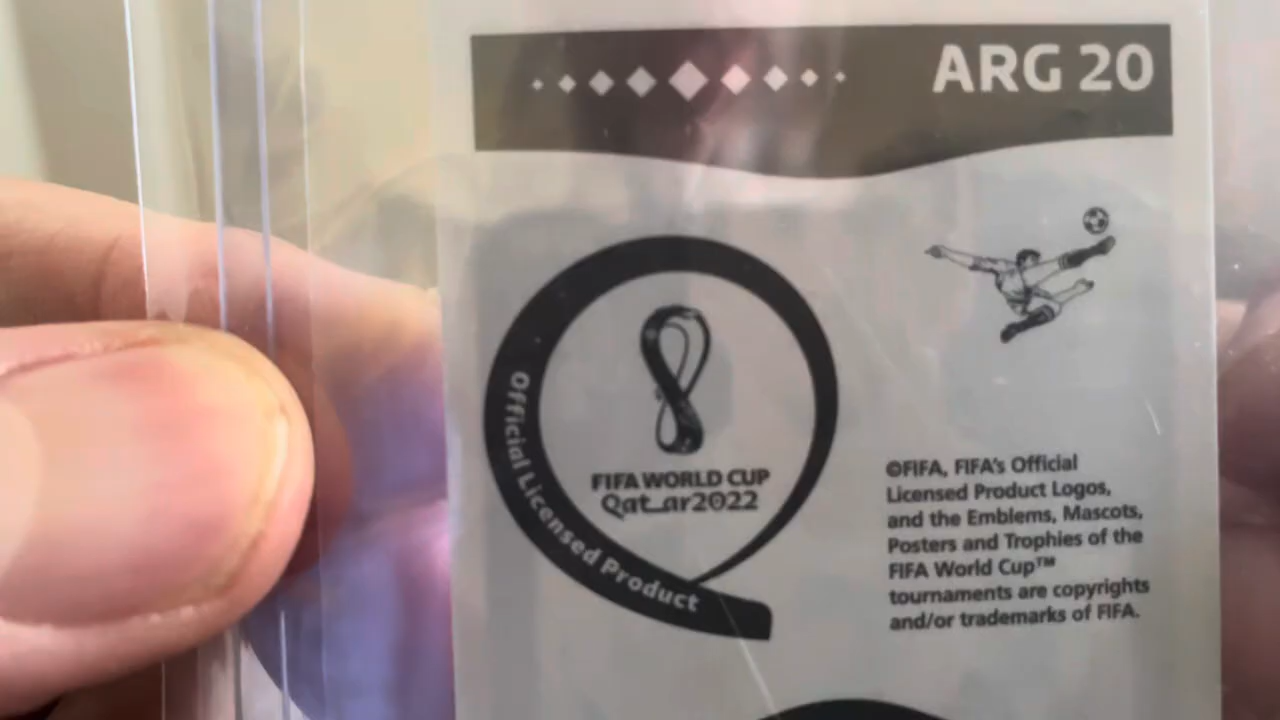 ARG 20
Official Licensed Product
FIFA WORLD CUP
Qatar2022
©FIFA, FIFA's Official
Licensed Product Logos,
and the Emblems, Mascots,
Posters and Trophies of the
FIFA World Cup™
tournaments are copyrights
and/or trademarks of FIFA.